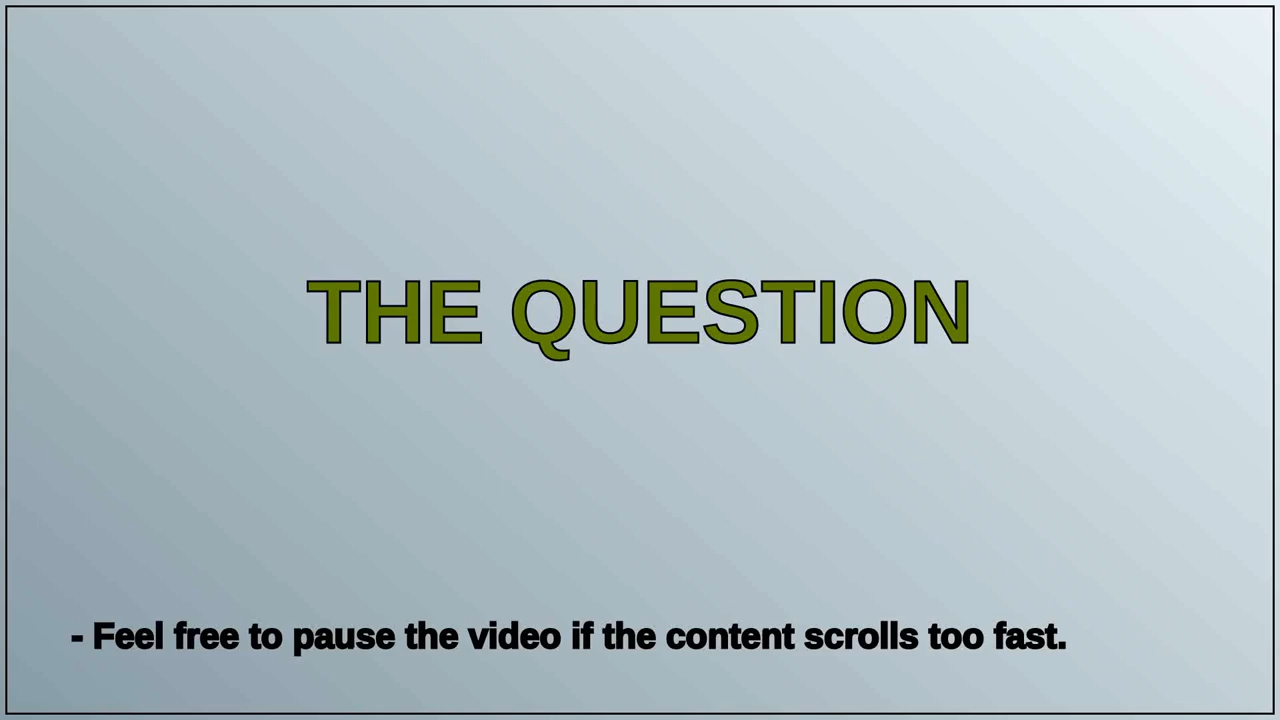 THE QUESTION
- Feel free to pause the video if the content scrolls too fast.